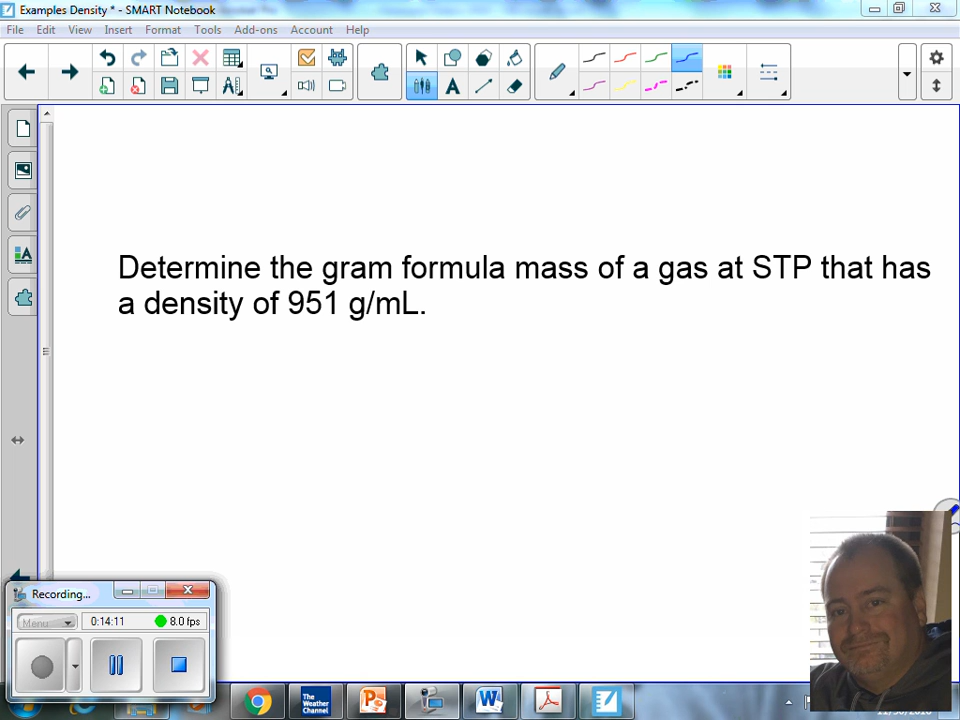 Examples Density * - SMART Notebook
File Edit View Insert Format Tools Add-ons Account Help
Determine the gram formula mass of a gas at STP that has
a density of 951 g/mL.
Recording...
Menu 0:14:11 8.0 fps
The Weather Channel